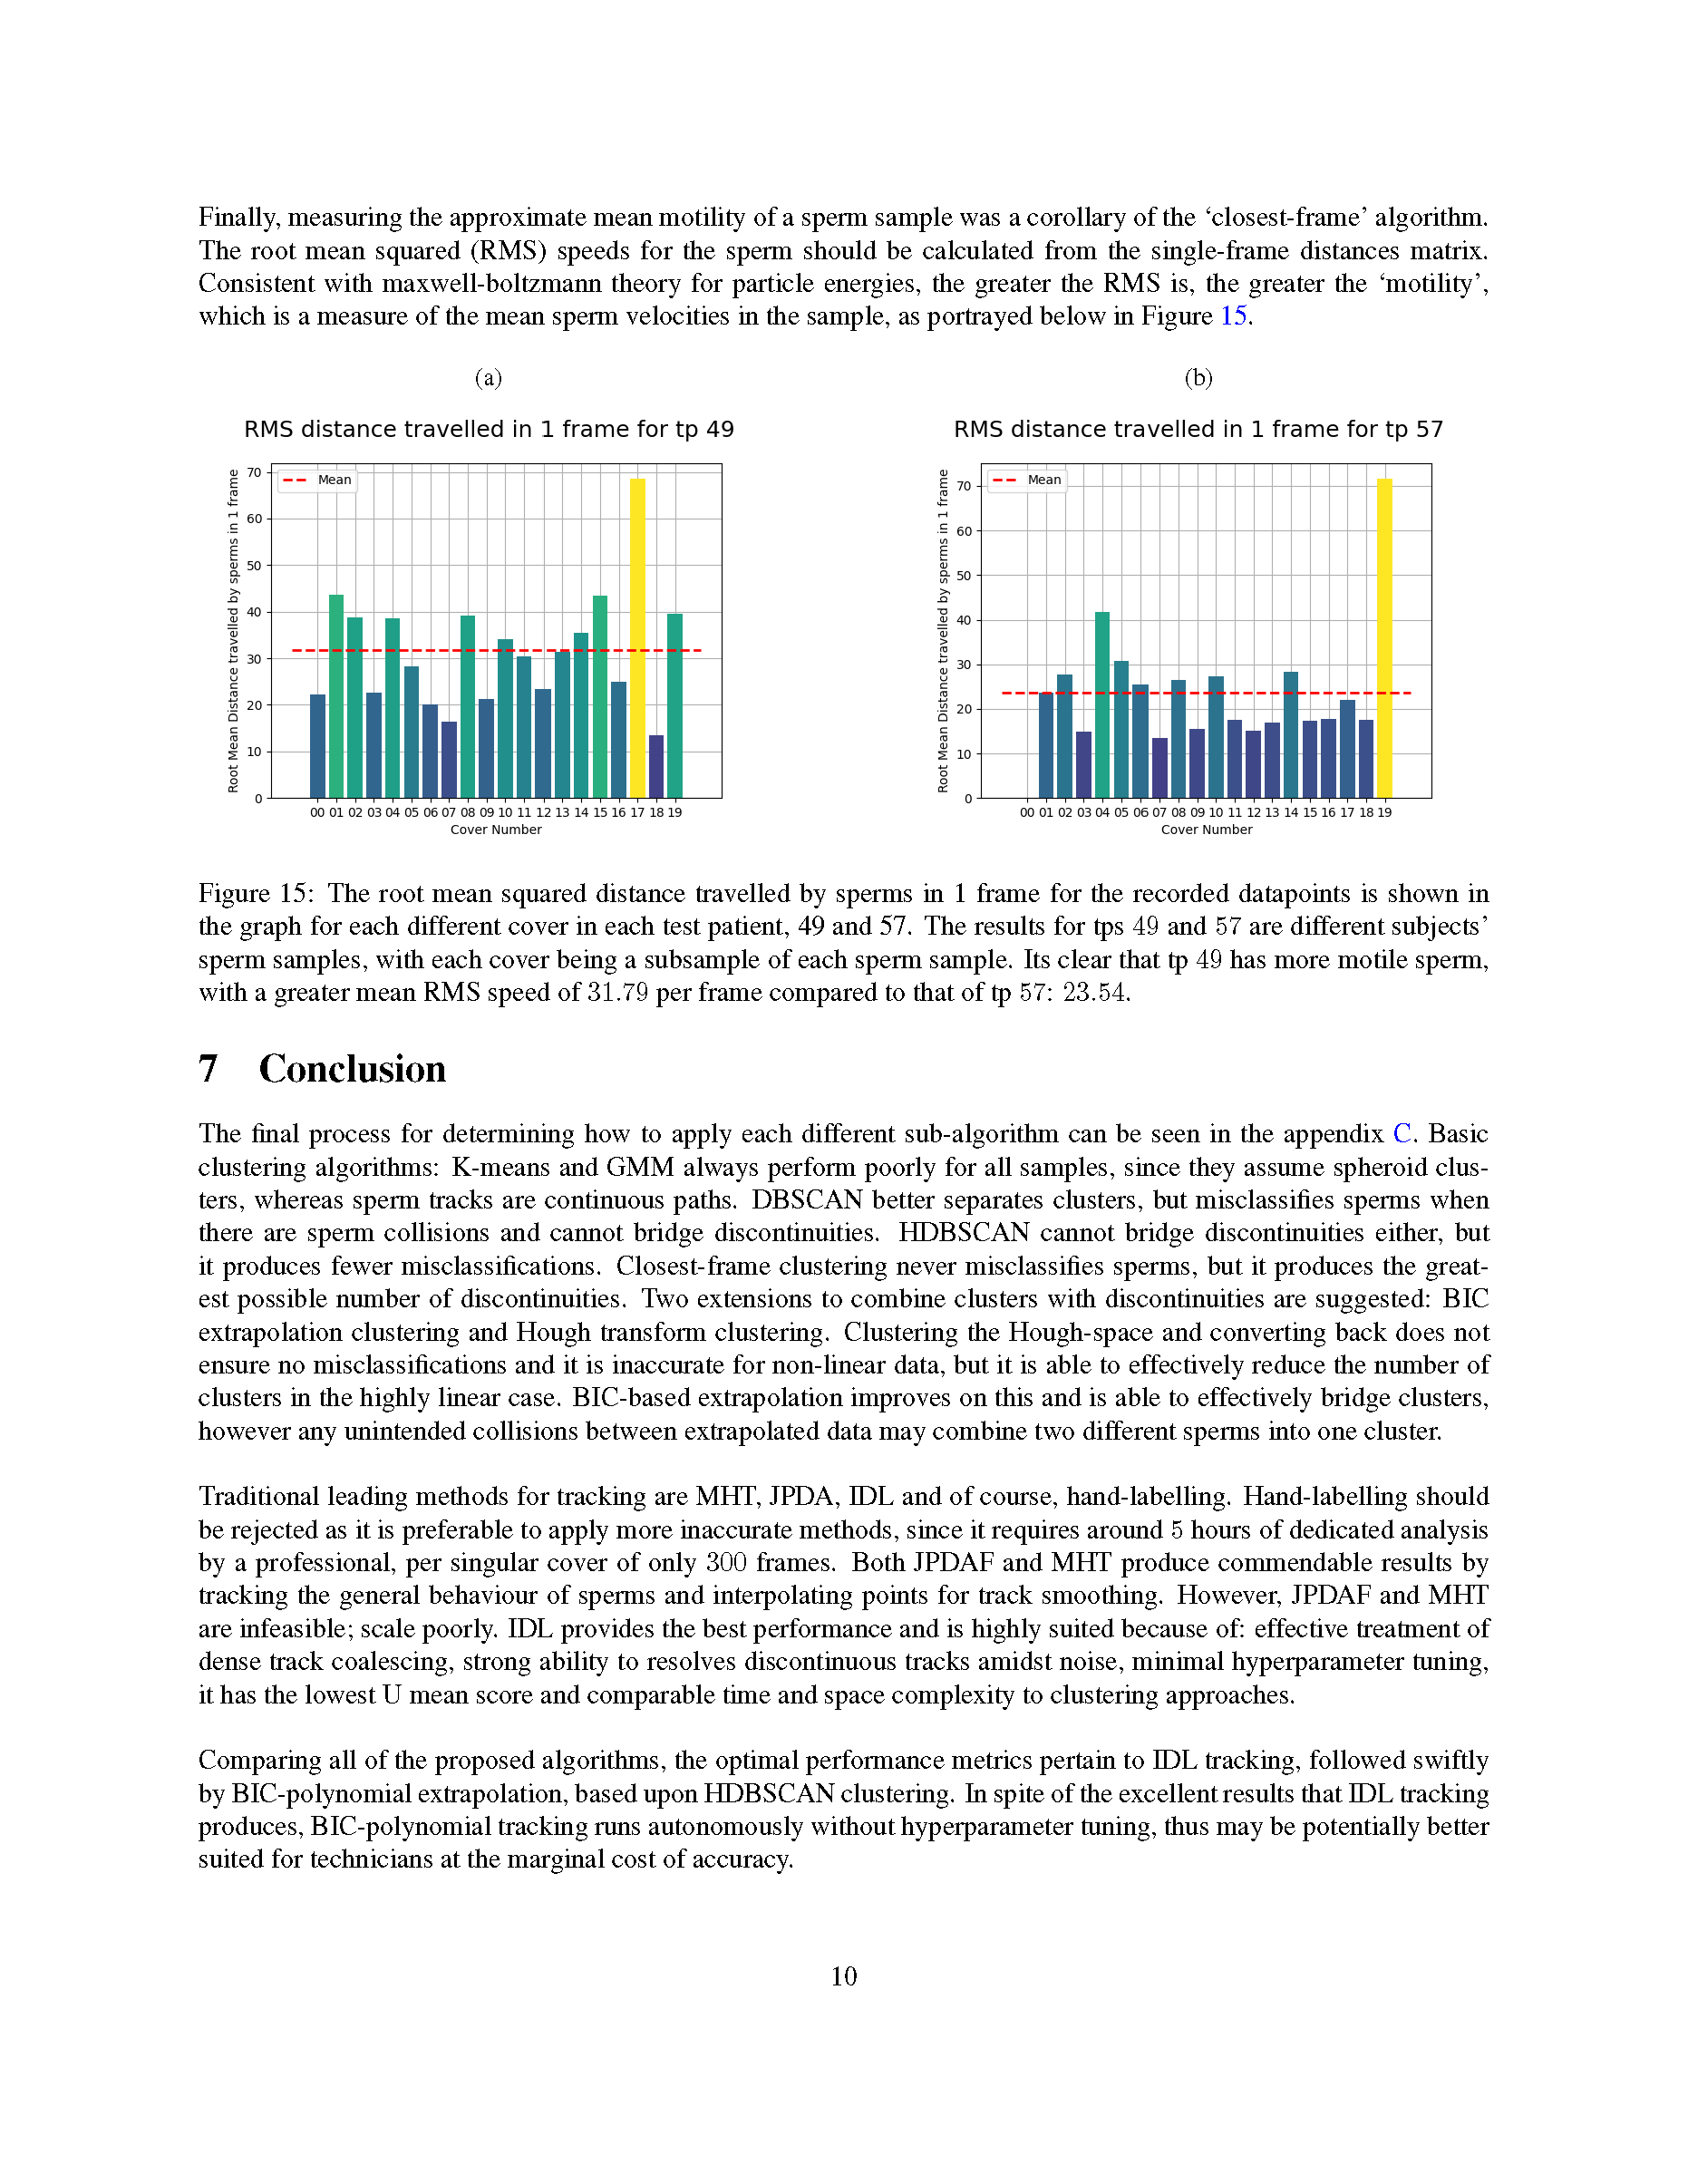 Finally, measuring the approximate mean motility of a sperm sample was a corollary of the ‘closest-frame’ algorithm.
The root mean squared (RMS) speeds for the sperm should be calculated from the single-frame distances matrix.
Consistent with maxwell-boltzmann theory for particle energies, the greater the RMS is, the greater the ‘motility’,
which is a measure of the mean sperm velocities in the sample, as portrayed below in Figure 15.
(a)
RMS distance travelled in 1 frame for tp 49
Root Mean Distance travelled by sperms in 1 frame
70
60
50
40
30
20
10
0
Mean
00 01 02 03 04 05 06 07 08 09 10 11 12 13 14 15 16 17 18 19
Cover Number
(b)
RMS distance travelled in 1 frame for tp 57
Root Mean Distance travelled by sperms in 1 frame
70
60
50
40
30
20
10
0
Mean
00 01 02 03 04 05 06 07 08 09 10 11 12 13 14 15 16 17 18 19
Cover Number
Figure 15: The root mean squared distance travelled by sperms in 1 frame for the recorded datapoints is shown in
the graph for each different cover in each test patient, 49 and 57. The results for tps 49 and 57 are different subjects’
sperm samples, with each cover being a subsample of each sperm sample. Its clear that tp 49 has more motile sperm,
with a greater mean RMS speed of 31.79 per frame compared to that of tp 57: 23.54.
7 Conclusion
The final process for determining how to apply each different sub-algorithm can be seen in the appendix C. Basic
clustering algorithms: K-means and GMM always perform poorly for all samples, since they assume spheroid clus-
ters, whereas sperm tracks are continuous paths. DBSCAN better separates clusters, but misclassifies sperms when
there are sperm collisions and cannot bridge discontinuities. HDBSCAN cannot bridge discontinuities either, but
it produces fewer misclassifications. Closest-frame clustering never misclassifies sperms, but it produces the great-
est possible number of discontinuities. Two extensions to combine clusters with discontinuities are suggested: BIC
extrapolation clustering and Hough transform clustering. Clustering the Hough-space and converting back does not
ensure no misclassifications and it is inaccurate for non-linear data, but it is able to effectively reduce the number of
clusters in the highly linear case. BIC-based extrapolation improves on this and is able to effectively bridge clusters,
however any unintended collisions between extrapolated data may combine two different sperms into one cluster.
Traditional leading methods for tracking are MHT, JPDA, IDL and of course, hand-labelling. Hand-labelling should
be rejected as it is preferable to apply more inaccurate methods, since it requires around 5 hours of dedicated analysis
by a professional, per singular cover of only 300 frames. Both JPDAF and MHT produce commendable results by
tracking the general behaviour of sperms and interpolating points for track smoothing. However, JPDAF and MHT
are infeasible; scale poorly. IDL provides the best performance and is highly suited because of: effective treatment of
dense track coalescing, strong ability to resolves discontinuous tracks amidst noise, minimal hyperparameter tuning,
it has the lowest U mean score and comparable time and space complexity to clustering approaches.
Comparing all of the proposed algorithms, the optimal performance metrics pertain to IDL tracking, followed swiftly
by BIC-polynomial extrapolation, based upon HDBSCAN clustering. In spite of the excellent results that IDL tracking
produces, BIC-polynomial tracking runs autonomously without hyperparameter tuning, thus may be potentially better
suited for technicians at the marginal cost of accuracy.
10